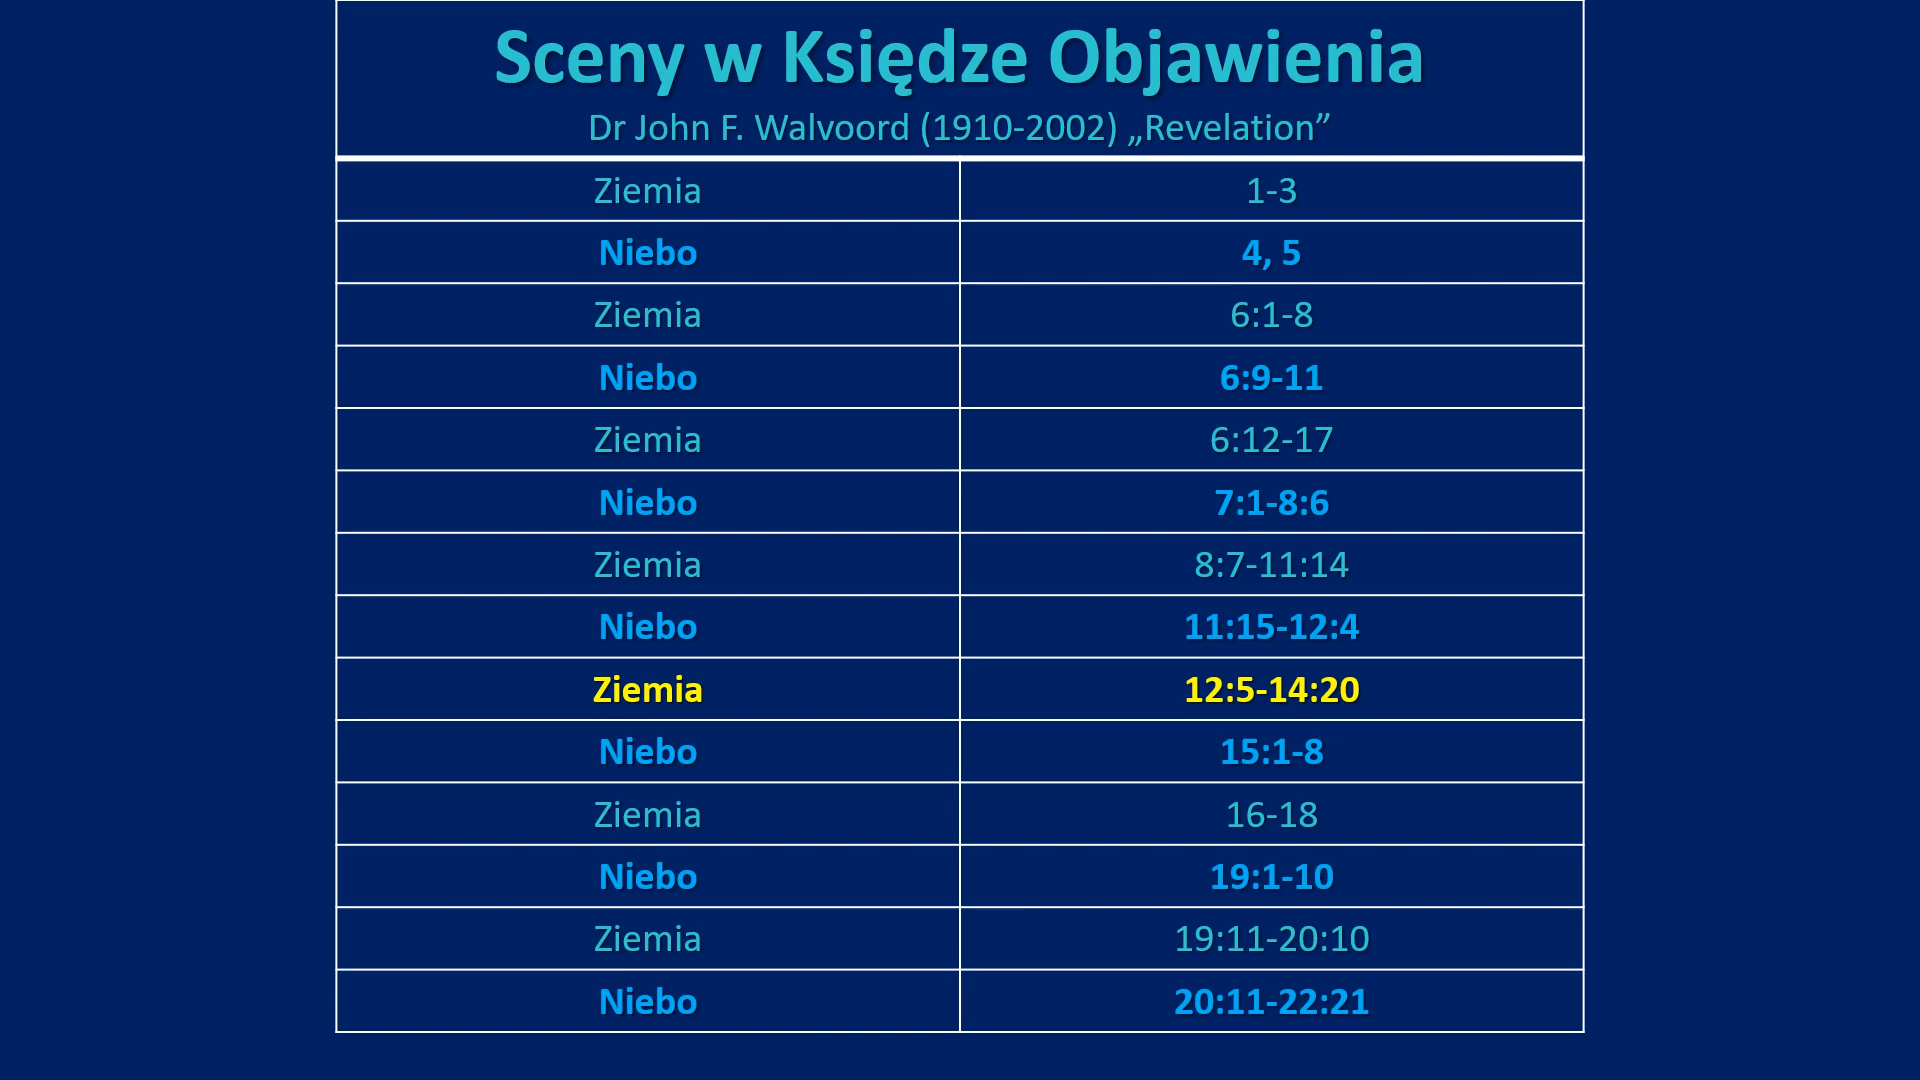 Sceny w Księdze Objawienia
Dr John F. Walvoord (1910-2002) „Revelation”
Ziemia 1-3
Niebo 4, 5
Ziemia 6:1-8
Niebo 6:9-11
Ziemia 6:12-17
Niebo 7:1-8:6
Ziemia 8:7-11:14
Niebo 11:15-12:4
Ziemia 12:5-14:20
Niebo 15:1-8
Ziemia 16-18
Niebo 19:1-10
Ziemia 19:11-20:10
Niebo 20:11-22:21